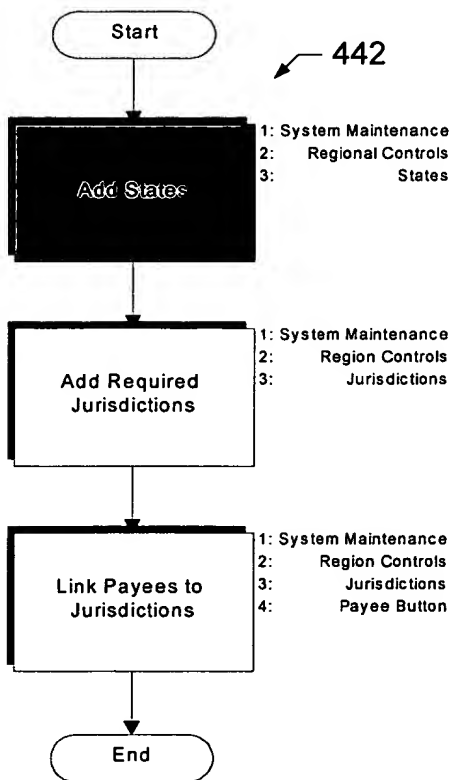 Start
442
Add States
1: System Maintenance
2: Regional Controls
3: States
Add Required
Jurisdictions
1: System Maintenance
2: Region Controls
3: Jurisdictions
Link Payees to
Jurisdictions
1: System Maintenance
2: Region Controls
3: Jurisdictions
4: Payee Button
End